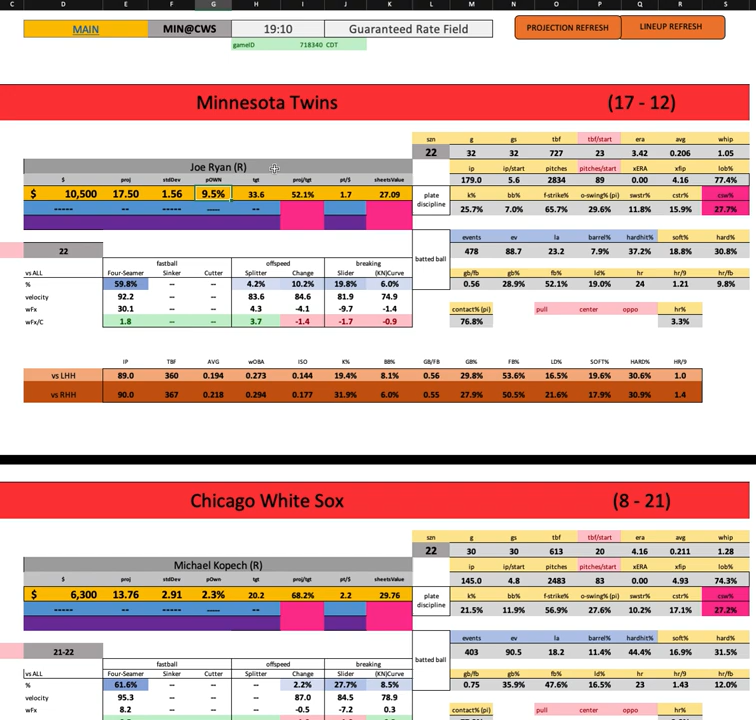 C D E F G H I J K L M N O P Q R S
MAIN MIN@CWS 19:10 Guaranteed Rate Field PROJECTION REFRESH LINEUP REFRESH
gameID 718340 CDT
Minnesota Twins (17 - 12)
szn g gs tbf tbf/start era avg whip
22 32 32 727 23 3.42 0.206 1.05
Joe Ryan (R) ip ip/start pitches pitches/start xERA xfip lob%
$ proj stdDev pOWN tgt proj/tgt pt/$ sheetsValue 179.0 5.6 2834 89 0.00 4.16 77.4%
$ 10,500 17.50 1.56 9.5% 33.6 52.1% 1.7 27.09 plate discipline k% bb% f-strike% o-swing% (pi) swstr% cstr% csw%
----- -- ----- ___ -- 25.7% 7.0% 65.7% 29.6% 11.8% 15.9% 27.7%
events ev la barrel% hardhit% soft% hard%
22 batted ball 478 88.7 23.2 7.9% 37.2% 18.8% 30.8%
fastball offspeed breaking
vs ALL Four-Seamer Sinker Cutter Splitter Change Slider (KN)Curve gb/fb gb% fb% ld% hr hr/9 hr/fb
% 59.8% -- -- 4.2% 10.2% 19.8% 6.0% 0.56 28.9% 52.1% 19.0% 24 1.21 9.8%
velocity 92.2 -- -- 83.6 84.6 81.9 74.9
wFx 30.1 -- -- 4.3 -4.1 -9.7 -1.4 contact% (pi) pull center oppo hr%
wFx/C 1.8 -- -- 3.7 -1.4 -1.7 -0.9 76.8% 3.3%
IP TBF AVG wOBA ISO K% BB% GB/FB GB% FB% LD% SOFT% HARD% HR/9
vs LHH 89.0 360 0.194 0.273 0.144 19.4% 8.1% 0.56 29.8% 53.6% 16.5% 19.6% 30.6% 1.0
vs RHH 90.0 367 0.218 0.294 0.177 31.9% 6.0% 0.55 27.9% 50.5% 21.6% 17.9% 30.9% 1.4
Chicago White Sox (8 - 21)
szn g gs tbf tbf/start era avg whip
22 30 30 613 20 4.16 0.211 1.28
Michael Kopech (R) ip ip/start pitches pitches/start xERA xfip lob%
$ proj stdDev pOwn tgt proj/tgt pt/$ sheetsValue 145.0 4.8 2483 83 0.00 4.93 74.3%
$ 6,300 13.76 2.91 2.3% 20.2 68.2% 2.2 29.76 plate discipline k% bb% f-strike% o-swing% (pi) swstr% cstr% csw%
----- -- ----- ___ -- 21.5% 11.9% 56.9% 27.6% 10.2% 17.1% 27.2%
events ev la barrel% hardhit% soft% hard%
21-22 batted ball 403 90.5 18.2 11.4% 44.4% 16.9% 31.5%
fastball offspeed breaking
vs ALL Four-Seamer Sinker Cutter Splitter Change Slider (KN)Curve gb/fb gb% fb% ld% hr hr/9 hr/fb
% 61.6% -- -- -- 2.2% 27.7% 8.5% 0.75 35.9% 47.6% 16.5% 23 1.43 12.0%
velocity 95.3 -- -- -- 87.0 84.5 78.9
wFx 8.2 -- -- -- -0.5 -7.2 0.3 contact% (pi) pull center oppo hr%